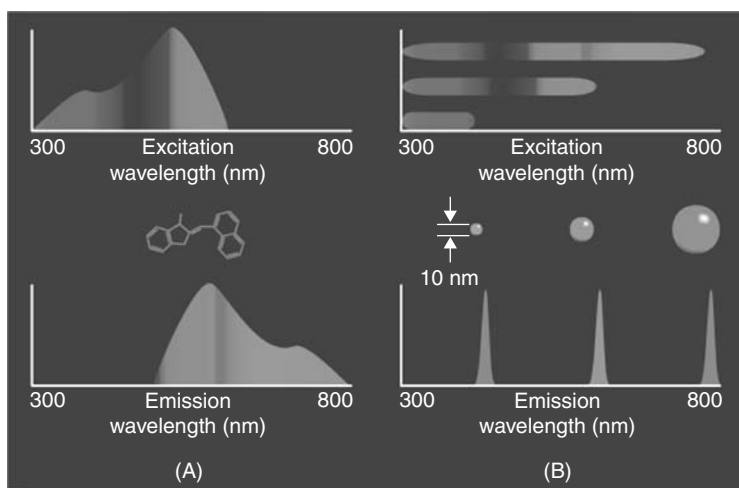 300 Excitation 800
wavelength (nm)
300 Emission 800
wavelength (nm)
(A)
300 Excitation 800
wavelength (nm)
10 nm
300 Emission 800
wavelength (nm)
(B)